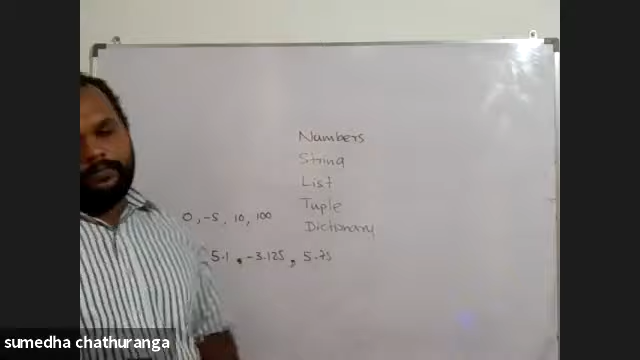 Numbers
String
List
Tuple
0, -5, 10, 100
Dictionary
, 5.1, -3.125, 5.75
sumedha chathuranga